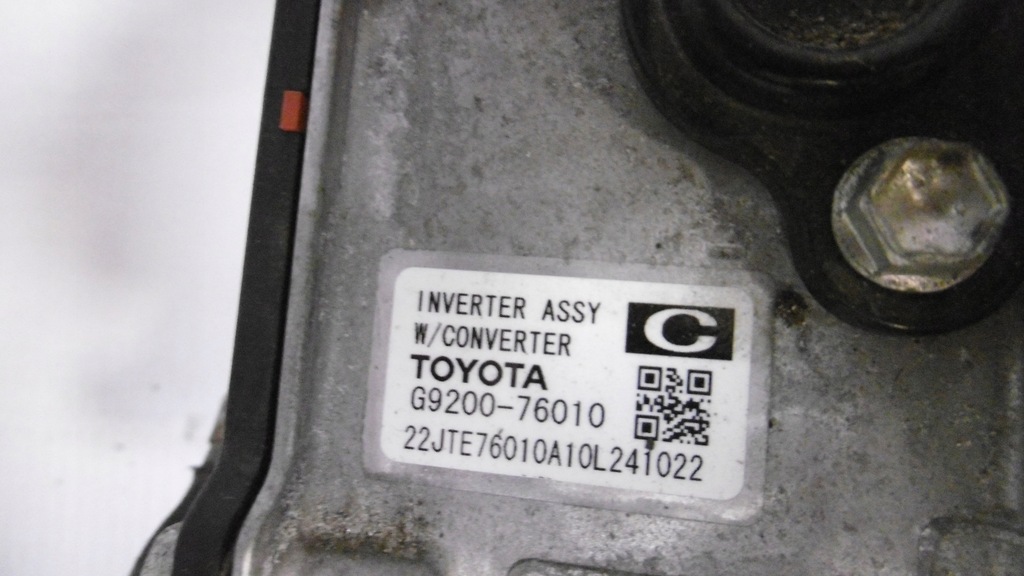 INVERTER ASSY
W/CONVERTER
C
TOYOTA
G9200-76010
22JTE76010A10L241022